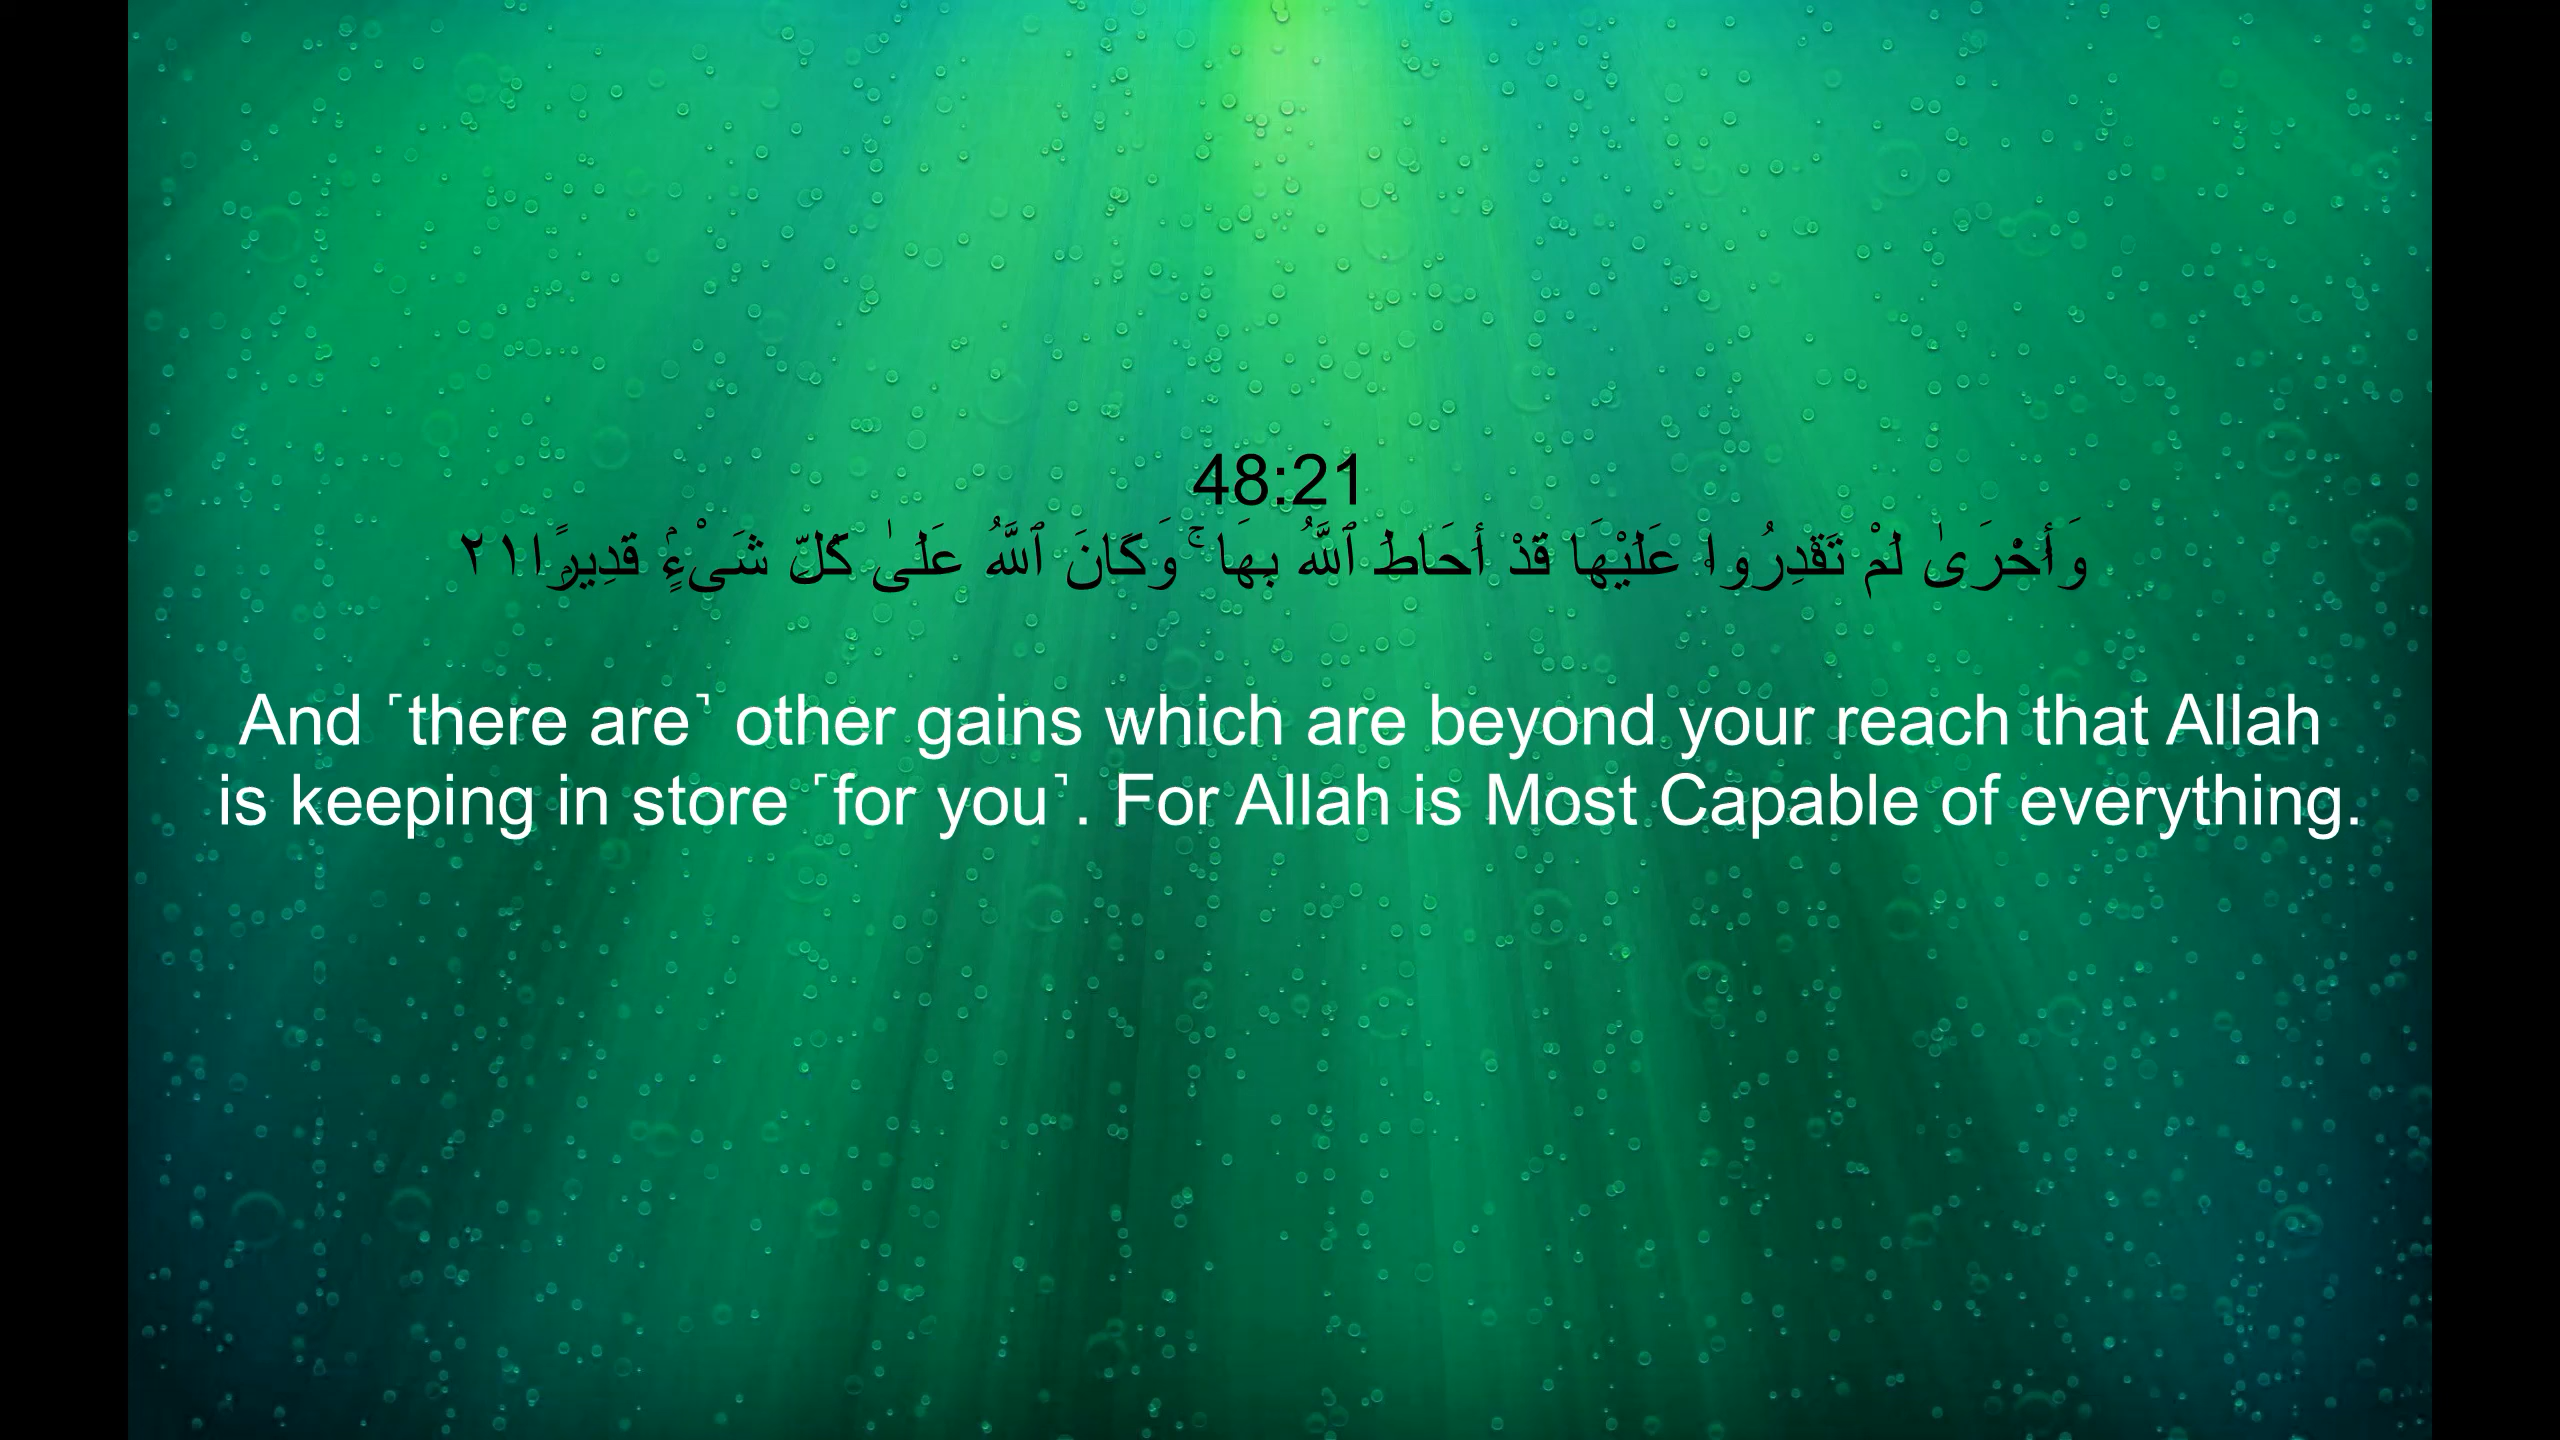 48:21
وَأُخْرَىٰ لَمْ تَقْدِرُوا۟ عَلَيْهَا قَدْ أَحَاطَ ٱللَّهُ بِهَا ۚ وَكَانَ ٱللَّهُ عَلَىٰ كُلِّ شَىْءٍۢ قَدِيرًۭا ٢١
And ˹there are˺ other gains which are beyond your reach that Allah
is keeping in store ˹for you˺. For Allah is Most Capable of everything.